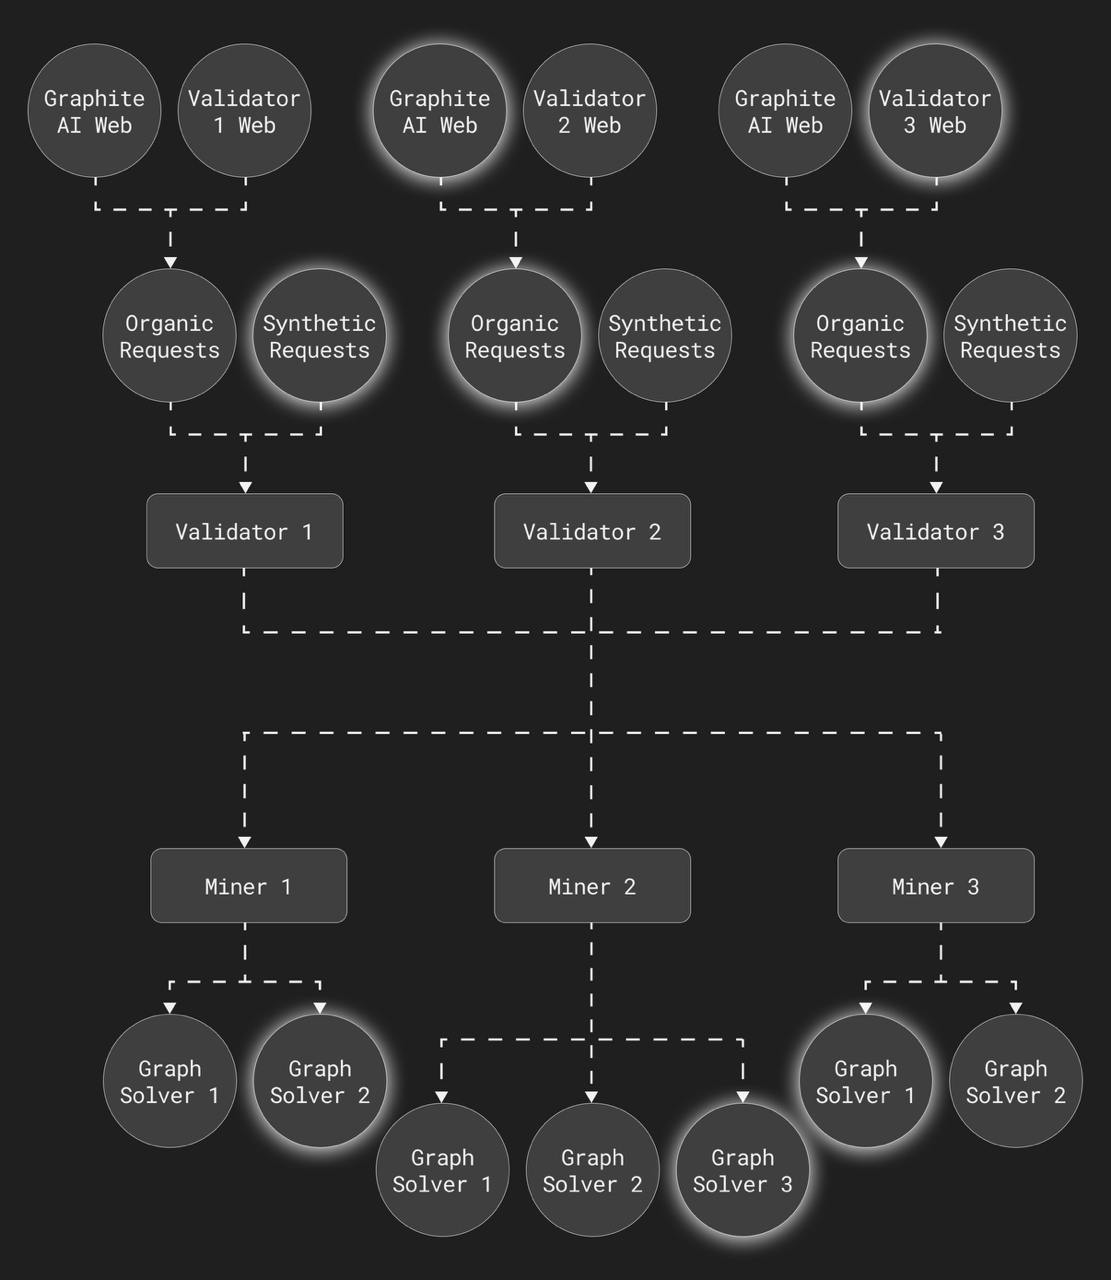 Graphite
AI Web
Validator
1 Web
Graphite
AI Web
Validator
2 Web
Graphite
AI Web
Validator
3 Web
Organic
Requests
Synthetic
Requests
Organic
Requests
Synthetic
Requests
Organic
Requests
Synthetic
Requests
Validator 1
Validator 2
Validator 3
Miner 1
Miner 2
Miner 3
Graph
Solver 1
Graph
Solver 2
Graph
Solver 1
Graph
Solver 2
Graph
Solver 3
Graph
Solver 1
Graph
Solver 2